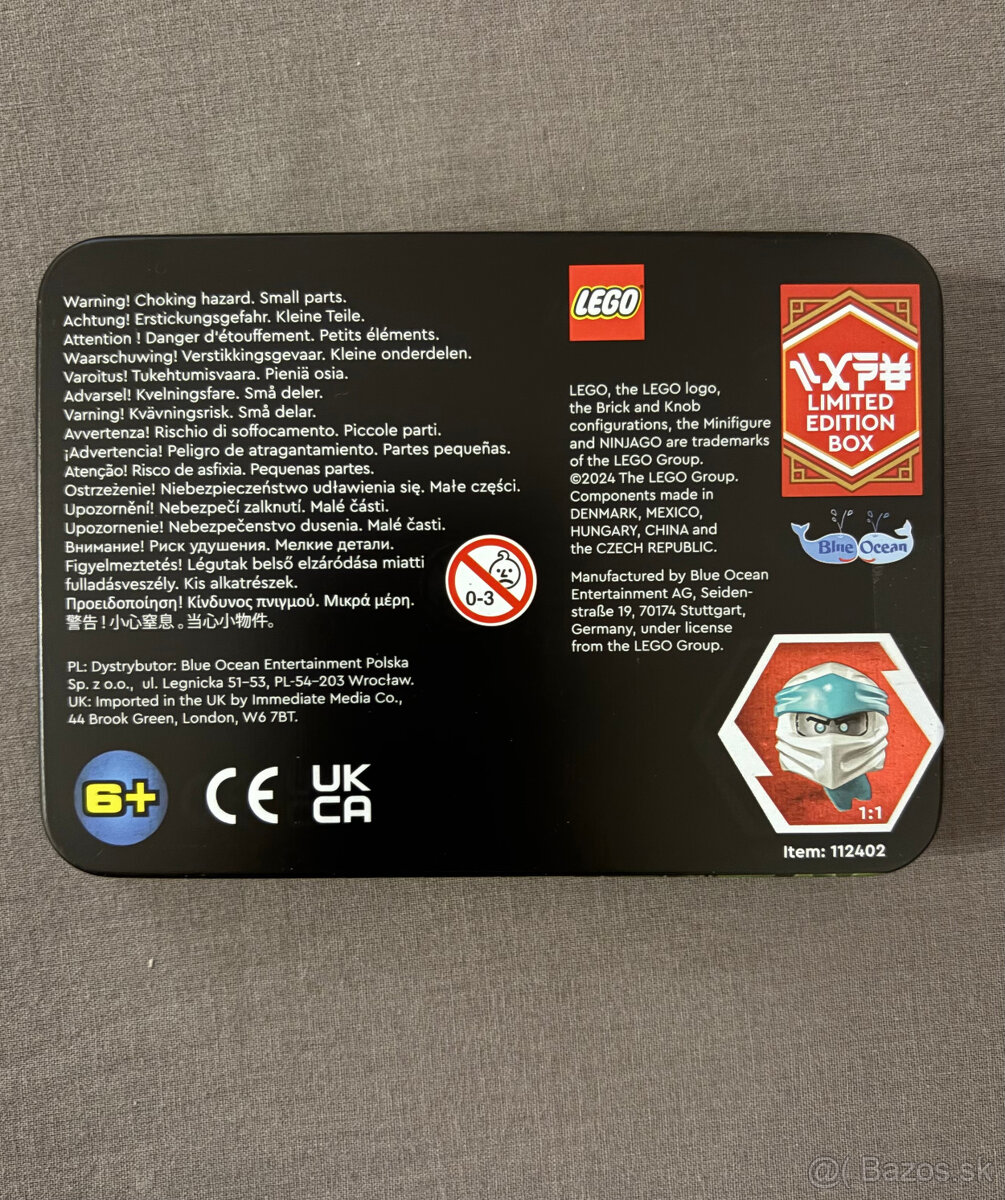 Warning! Choking hazard. Small parts.
Achtung! Erstickungsgefahr. Kleine Teile.
Attention ! Danger d'étouffement. Petits éléments.
Waarschuwing! Verstikkingsgevaar. Kleine onderdelen.
Varoitus! Tukehtumisvaara. Pieniä osia.
Advarsel! Kvelningsfare. Små deler.
Varning! Kvävningsrisk. Små delar.
Avvertenza! Rischio di soffocamento. Piccole parti.
¡Advertencia! Peligro de atragantamiento. Partes pequeñas.
Atenção! Risco de asfixia. Pequenas partes.
Ostrzeżenie! Niebezpieczeństwo udławienia się. Małe części.
Upozornění! Nebezpečí zalknutí. Malé části.
Upozornenie! Nebezpečenstvo dusenia. Malé časti.
Внимание! Риск удушения. Мелкие детали.
Figyelmeztetés! Légutak belső elzáródása miatti
fulladásveszély. Kis alkatrészek.
Προειδοποίηση! Κίνδυνος πνιγμού. Μικρά μέρη.
警告!小心窒息。当心小物件。
0-3
PL: Dystrybutor: Blue Ocean Entertainment Polska
Sp. z o.o., ul. Legnicka 51–53, PL-54–203 Wrocław.
UK: Imported in the UK by Immediate Media Co.,
44 Brook Green, London, W6 7BT.
6+
CE
UK
CA
LEGO
LEGO, the LEGO logo,
the Brick and Knob
configurations, the Minifigure
and NINJAGO are trademarks
of the LEGO Group.
©2024 The LEGO Group.
Components made in
DENMARK, MEXICO,
HUNGARY, CHINA and
the CZECH REPUBLIC.
Manufactured by Blue Ocean
Entertainment AG, Seiden-
straße 19, 70174 Stuttgart,
Germany, under license
from the LEGO Group.
LIMITED
EDITION
BOX
Blue Ocean
1:1
Item: 112402
@( Bazos.sk